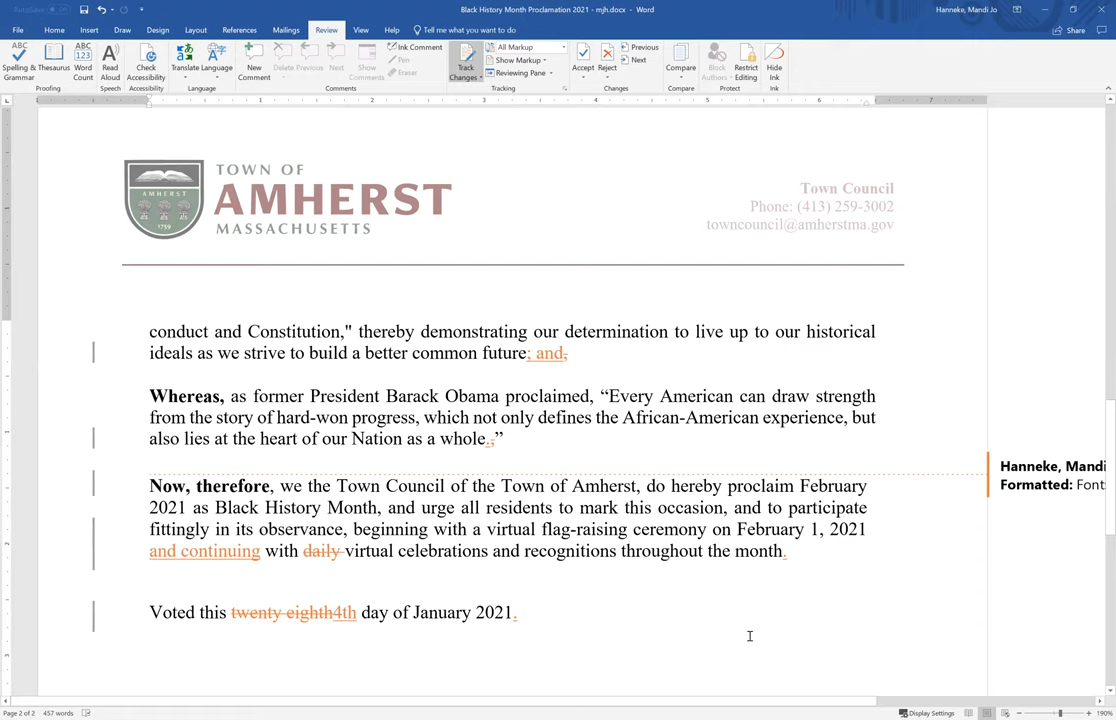 Black History Month Proclamation 2021 - mjh.docx - Word
Hanneke, Mandi Jo
File Home Insert Draw Design Layout References Mailings Review View Help Tell me what you want to do Share
Spelling & Grammar Thesaurus Word Count Read Aloud Check Accessibility Translate Language New Comment Delete Previous Next Show Comments Ink Comment Pen Eraser Track Changes All Markup Show Markup Reviewing Pane Accept Reject Previous Next Compare Block Authors Restrict Editing Hide Ink
Proofing Speech Accessibility Language Comments Tracking Changes Compare Protect Ink
1 2 3 4 5 6 7
TOWN OF
AMHERST
MASSACHUSETTS
AMHERST
1759
Town Council
Phone: (413) 259-3002
towncouncil@amherstma.gov
conduct and Constitution," thereby demonstrating our determination to live up to our historical
ideals as we strive to build a better common future; and,
Whereas, as former President Barack Obama proclaimed, “Every American can draw strength
from the story of hard-won progress, which not only defines the African-American experience, but
also lies at the heart of our Nation as a whole.,”
Now, therefore, we the Town Council of the Town of Amherst, do hereby proclaim February
2021 as Black History Month, and urge all residents to mark this occasion, and to participate
fittingly in its observance, beginning with a virtual flag-raising ceremony on February 1, 2021
and continuing with daily virtual celebrations and recognitions throughout the month.
Voted this twenty eighth4th day of January 2021.
Hanneke, Mandi
Formatted: Font:
Page 2 of 2 457 words Display Settings 190%